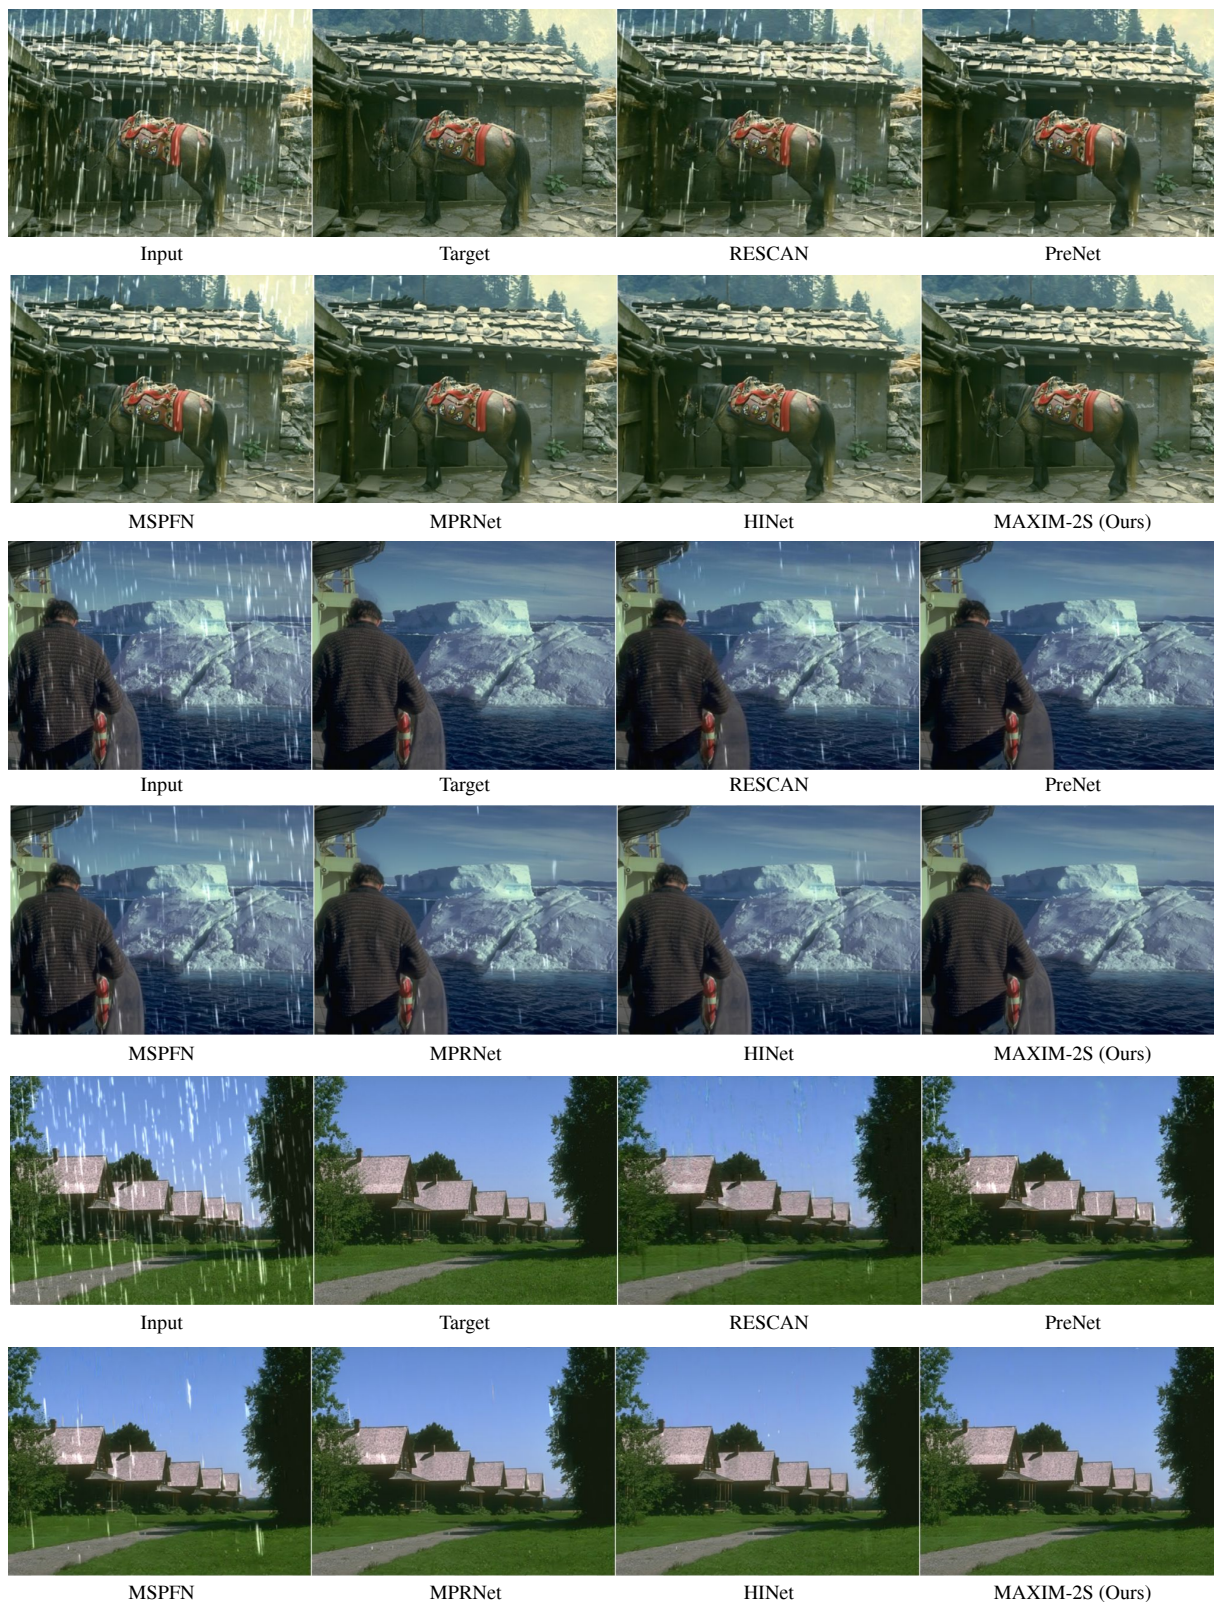 Input Target RESCAN PreNet
MSPFN MPRNet HINet MAXIM-2S (Ours)
Input Target RESCAN PreNet
MSPFN MPRNet HINet MAXIM-2S (Ours)
Input Target RESCAN PreNet
MSPFN MPRNet HINet MAXIM-2S (Ours)